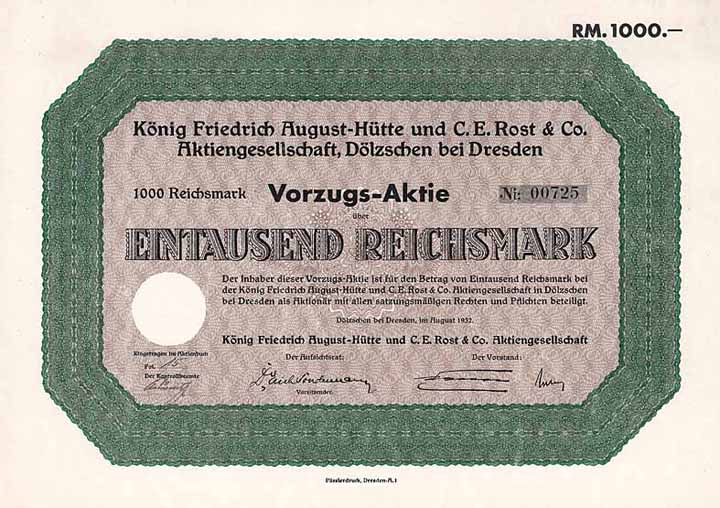 RM. 1000.—
König Friedrich August-Hütte und C. E. Rost & Co.
Aktiengesellschaft, Dölzschen bei Dresden
1000 Reichsmark Vorzugs-Aktie № 00725
über
EINTAUSEND REICHSMARK
Der Inhaber dieser Vorzugs-Aktie ist für den Betrag von Eintausend Reichsmark bei
der König Friedrich August-Hütte und C. E. Rost & Co. Aktiengesellschaft in Dölzschen
bei Dresden als Aktionär mit allen satzungsmäßigen Rechten und Pflichten beteiligt.
Dölzschen bei Dresden, im August 1932.
König Friedrich August-Hütte und C. E. Rost & Co. Aktiengesellschaft
Eingetragen im Aktienbuch
Fol. 15
Der Kontrollbeamte
Der Aufsichtsrat:
Vorsitzender.
Der Vorstand:
Dresden-A. 1